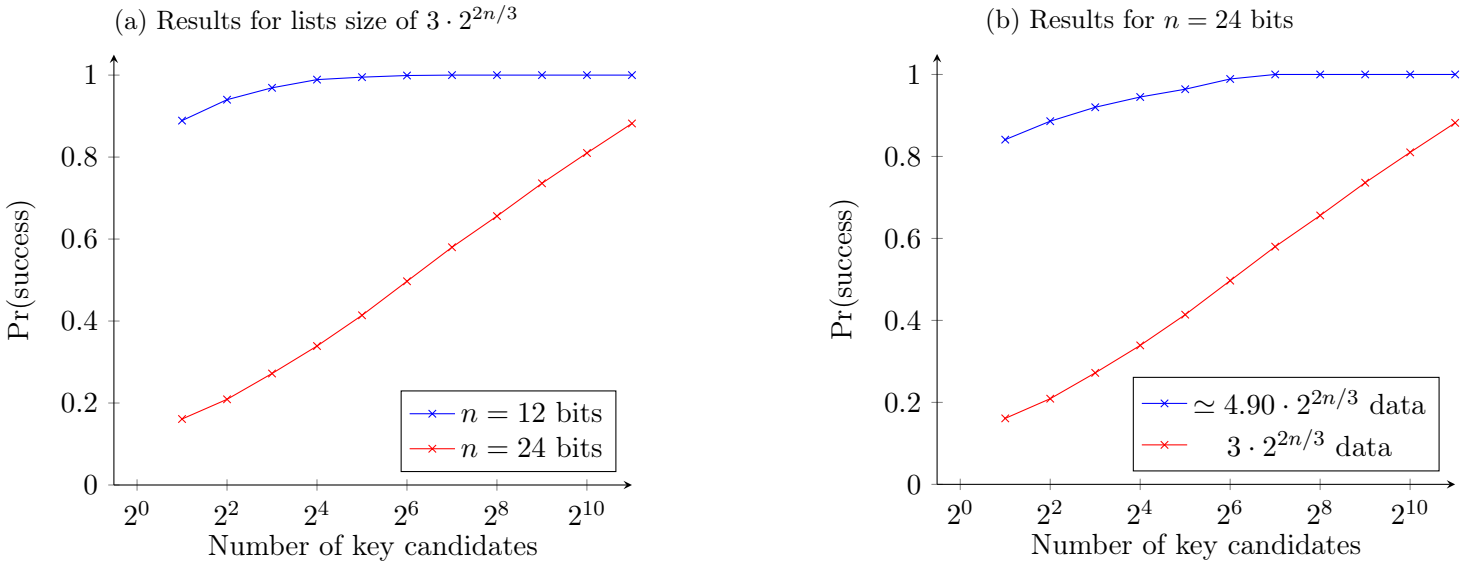 (a) Results for lists size of 3 · 2^{2n/3}
Pr(success)
1
0.8
0.6
0.4
0.2
0
n = 12 bits
n = 24 bits
2^0 2^2 2^4 2^6 2^8 2^10
Number of key candidates
(b) Results for n = 24 bits
Pr(success)
1
0.8
0.6
0.4
0.2
0
≃ 4.90 · 2^{2n/3} data
3 · 2^{2n/3} data
2^0 2^2 2^4 2^6 2^8 2^10
Number of key candidates